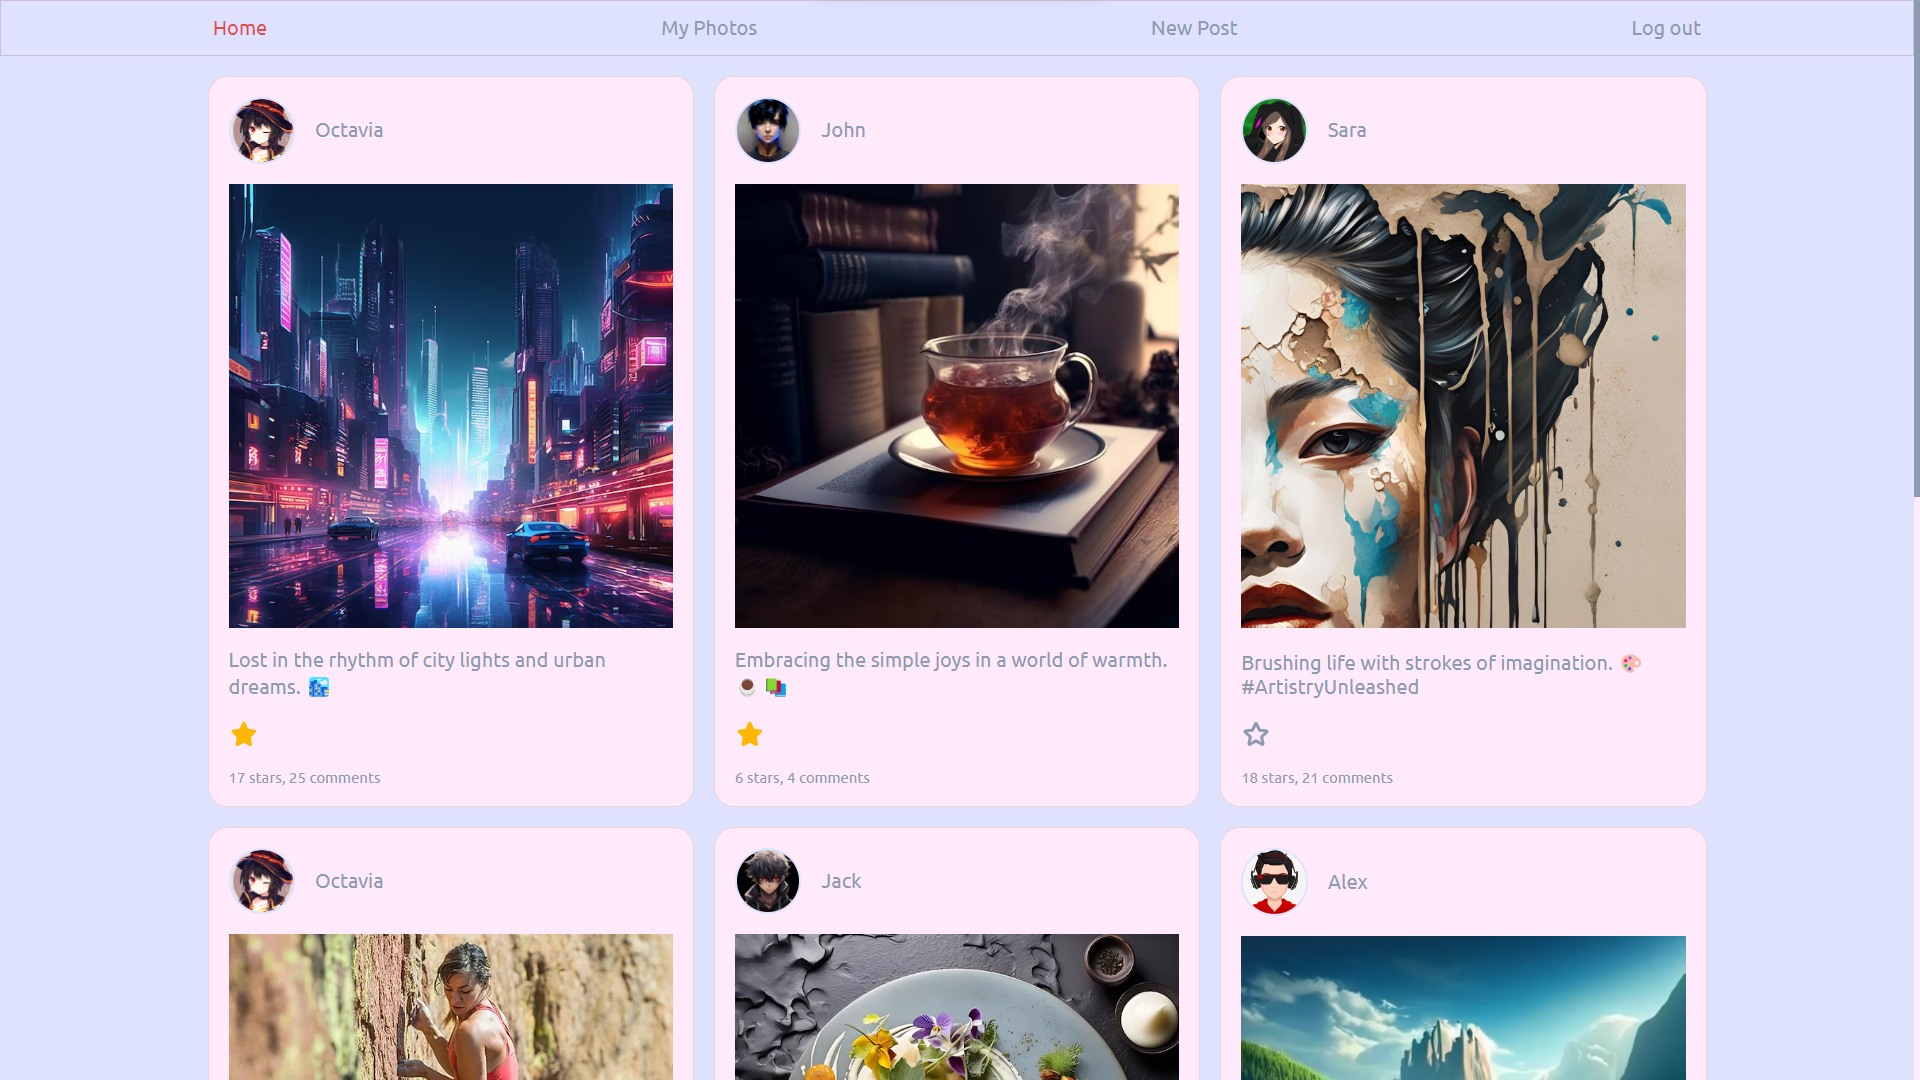 Home
My Photos
New Post
Log out
Octavia
John
Sara
Lost in the rhythm of city lights and urban
dreams. 🌃
Embracing the simple joys in a world of warmth.
☕ 📚
Brushing life with strokes of imagination. 🎨
#ArtistryUnleashed
17 stars, 25 comments
6 stars, 4 comments
18 stars, 21 comments
Octavia
Jack
Alex